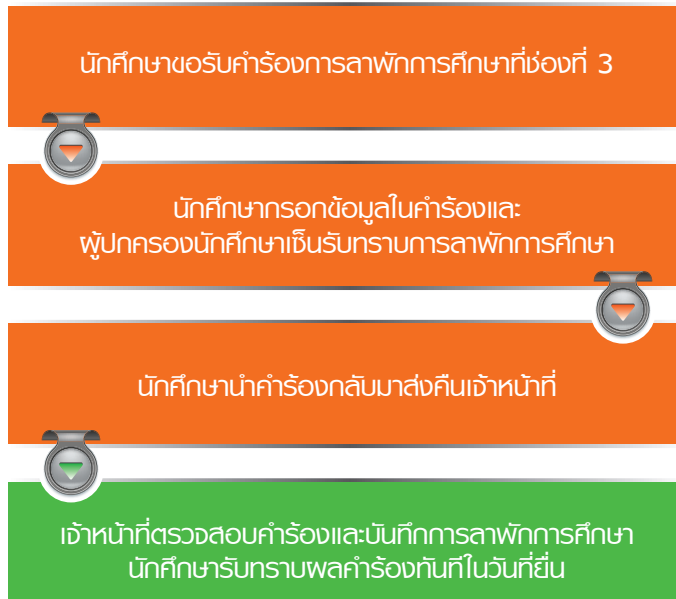 นักศึกษาขอรับคำร้องการลาพักการศึกษาที่ช่องที่ 3
นักศึกษากรอกข้อมูลในคำร้องและ
ผู้ปกครองนักศึกษาเซ็นรับทราบการลาพักการศึกษา
นักศึกษานำคำร้องกลับมาส่งคืนเจ้าหน้าที่
เจ้าหน้าที่ตรวจสอบคำร้องและบันทึกการลาพักการศึกษา
นักศึกษารับทราบผลคำร้องทันทีในวันที่ยื่น